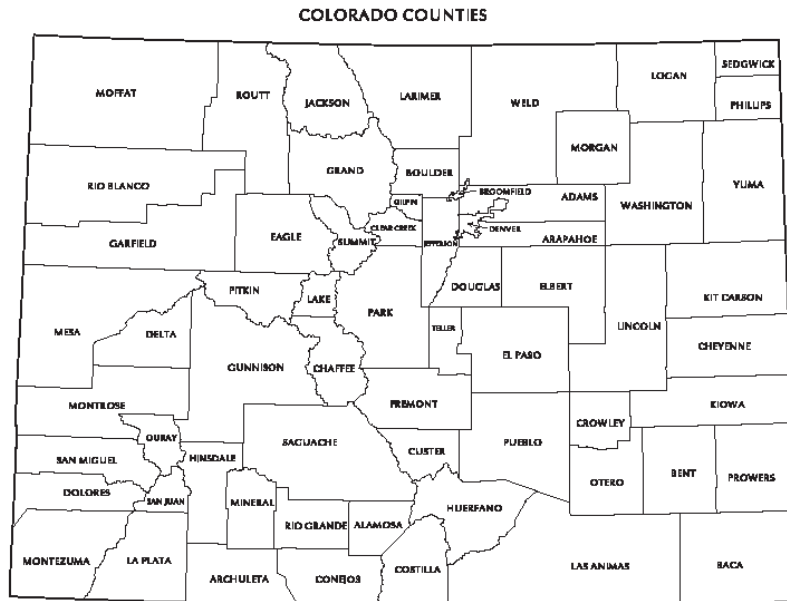 COLORADO COUNTIES
SEDGWICK
LOGAN
MOFFAT
ROUTT
JACKSON
LARIMER
WELD
PHILLIPS
MORGAN
GRAND
BOULDER
RIO BLANCO
BROOMFIELD
ADAMS
YUMA
GILPIN
WASHINGTON
CLEAR CREEK
DENVER
GARFIELD
EAGLE
SUMMIT
JEFFERSON
ARAPAHOE
PITKIN
LAKE
DOUGLAS
ELBERT
KIT CARSON
PARK
MESA
DELTA
TELLER
LINCOLN
CHEYENNE
GUNNISON
CHAFFEE
EL PASO
MONTROSE
FREMONT
KIOWA
CROWLEY
OURAY
SAGUACHE
CUSTER
PUEBLO
SAN MIGUEL
HINSDALE
BENT
PROWERS
OTERO
DOLORES
SAN JUAN
MINERAL
HUERFANO
RIO GRANDE
ALAMOSA
MONTEZUMA
LA PLATA
COSTILLA
LAS ANIMAS
BACA
ARCHULETA
CONEJOS